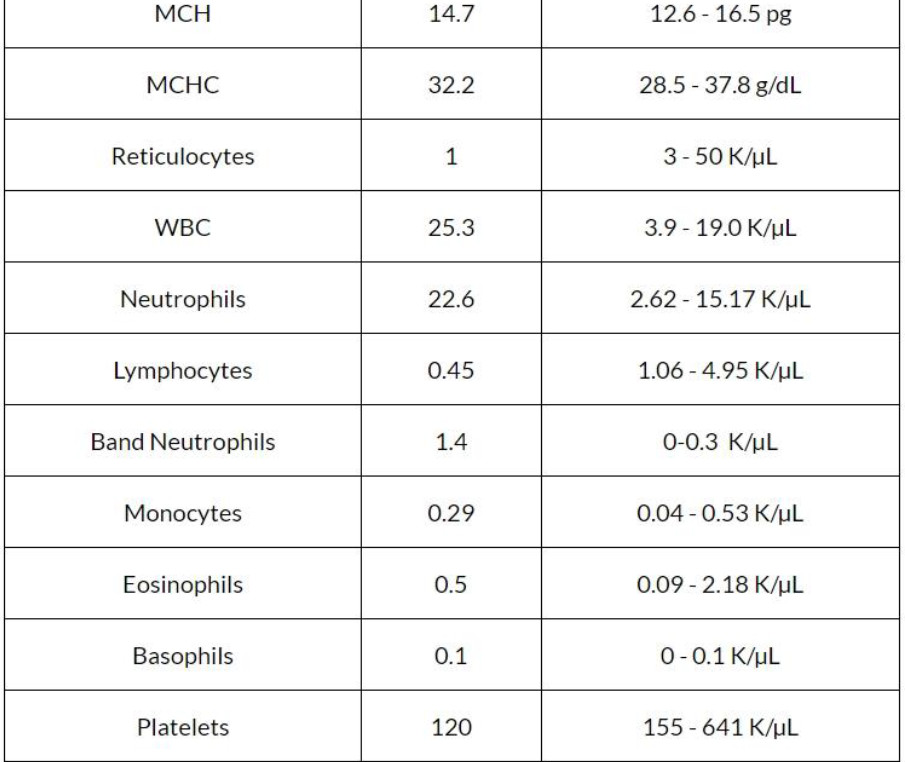 MCH 14.7 12.6 - 16.5 pg
MCHC 32.2 28.5 - 37.8 g/dL
Reticulocytes 1 3 - 50 K/µL
WBC 25.3 3.9 - 19.0 K/µL
Neutrophils 22.6 2.62 - 15.17 K/µL
Lymphocytes 0.45 1.06 - 4.95 K/µL
Band Neutrophils 1.4 0-0.3 K/µL
Monocytes 0.29 0.04 - 0.53 K/µL
Eosinophils 0.5 0.09 - 2.18 K/µL
Basophils 0.1 0 - 0.1 K/µL
Platelets 120 155 - 641 K/µL